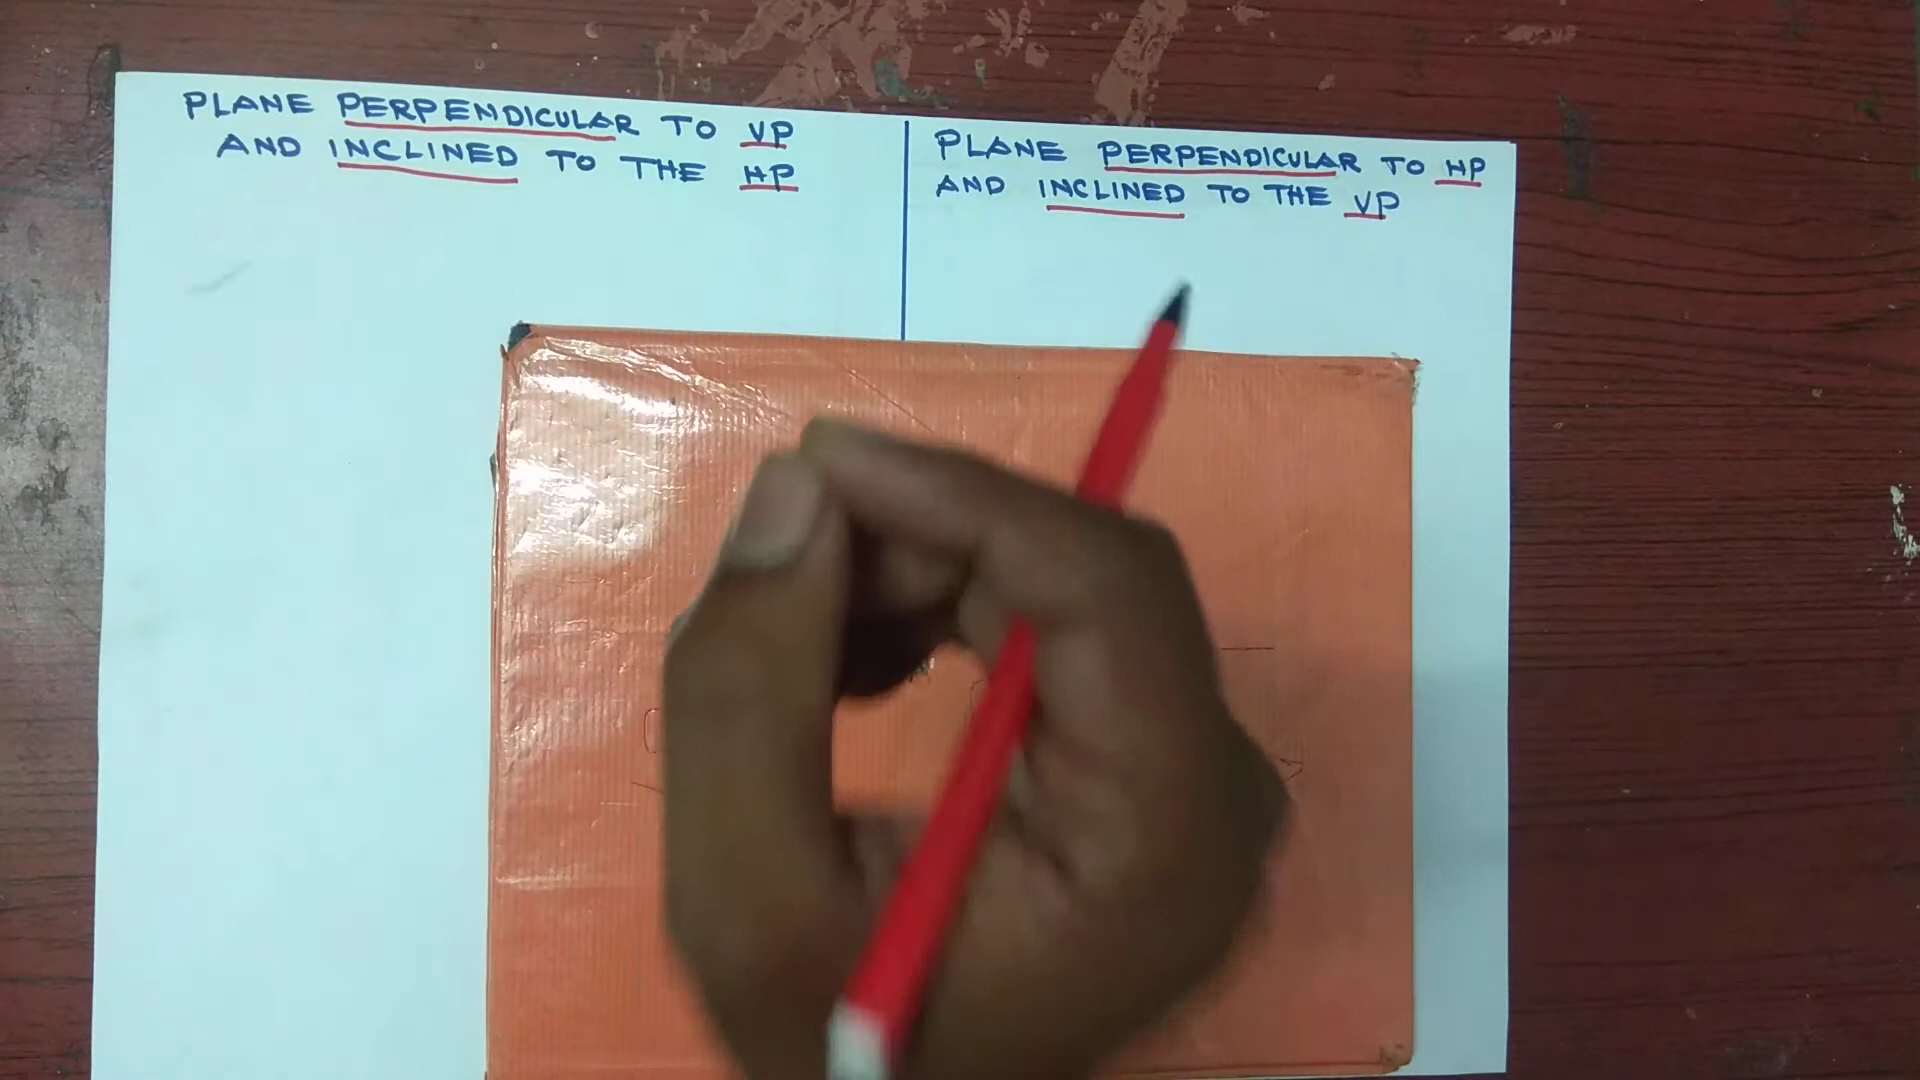 PLANE PERPENDICULAR TO VP
AND INCLINED TO THE HP
PLANE PERPENDICULAR TO HP
AND INCLINED TO THE VP